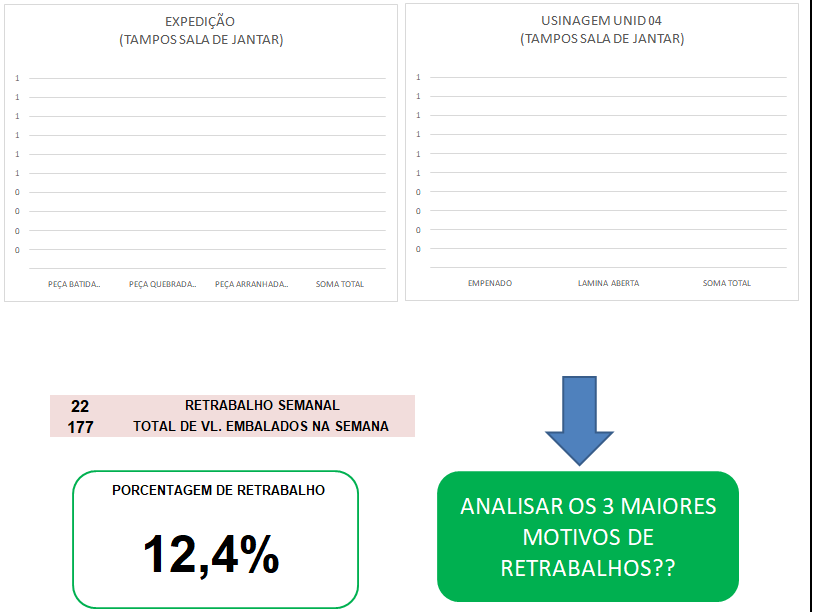 EXPEDIÇÃO
(TAMPOS SALA DE JANTAR)
1
1
1
1
1
1
0
0
0
0
PEÇA BATIDA.. PEÇA QUEBRADA.. PEÇA ARRANHADA.. SOMA TOTAL
USINAGEM UNID 04
(TAMPOS SALA DE JANTAR)
1
1
1
1
1
1
0
0
0
0
EMPENADO LAMINA ABERTA SOMA TOTAL
22 RETRABALHO SEMANAL
177 TOTAL DE VL. EMBALADOS NA SEMANA
PORCENTAGEM DE RETRABALHO
12,4%
ANALISAR OS 3 MAIORES
MOTIVOS DE
RETRABALHOS??